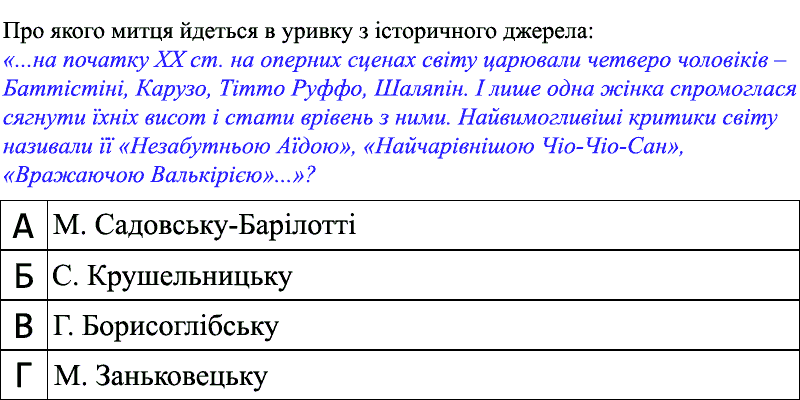 Про якого митця йдеться в уривку з історичного джерела:
«...на початку ХХ ст. на оперних сценах світу царювали четверо чоловіків –
Баттістіні, Карузо, Тітто Руффо, Шаляпін. І лише одна жінка спромоглася
сягнути їхніх висот і стати врівень з ними. Найвимогливіші критики світу
називали її «Незабутньою Аїдою», «Найчарівнішою Чіо-Чіо-Сан»,
«Вражаючою Валькірією»...»?
А М. Садовську-Барілотті
Б С. Крушельницьку
В Г. Борисоглібську
Г М. Заньковецьку